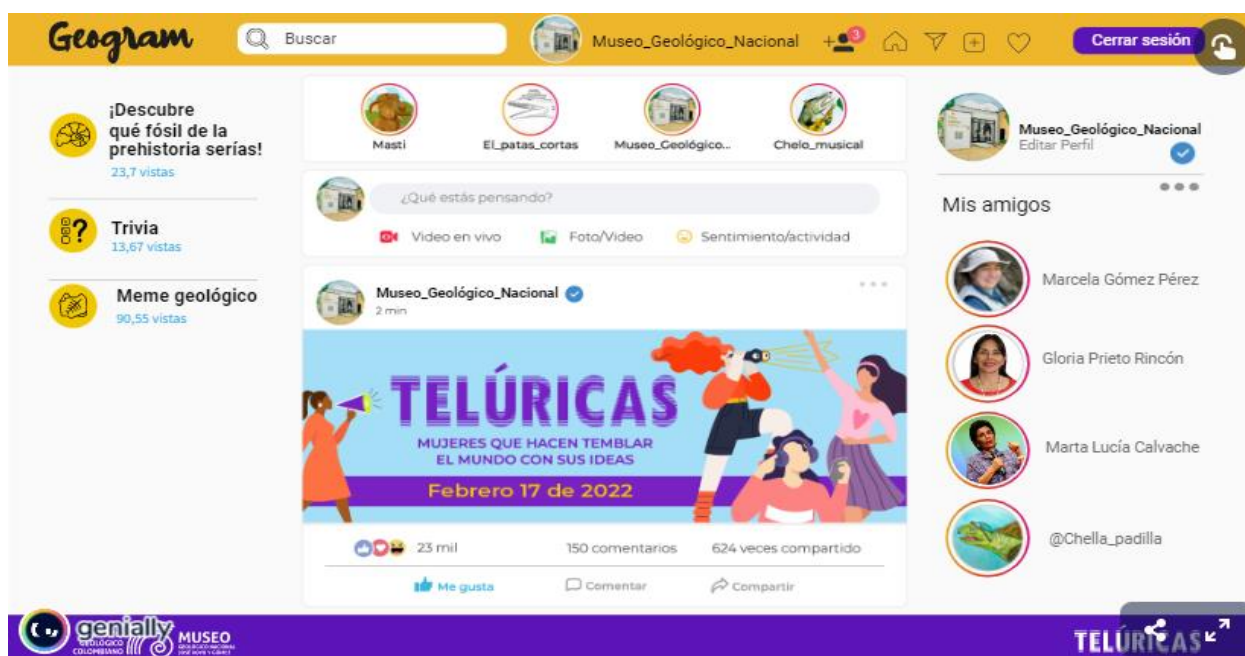 Geogram
Buscar
Museo_Geológico_Nacional
3
Cerrar sesión
¡Descubre
qué fósil de la
prehistoria serías!
23,7 vistas
Trivia
13,67 vistas
Meme geológico
90,55 vistas
Masti
El_patas_cortas
Museo_Geológico...
Chelo_musical
¿Qué estás pensando?
Video en vivo
Foto/Video
Sentimiento/actividad
Museo_Geológico_Nacional
2 min
TELÚRICAS
MUJERES QUE HACEN TEMBLAR
EL MUNDO CON SUS IDEAS
Febrero 17 de 2022
23 mil
150 comentarios
624 veces compartido
Me gusta
Comentar
Compartir
Museo_Geológico_Nacional
Editar Perfil
Mis amigos
Marcela Gómez Pérez
Gloria Prieto Rincón
Marta Lucía Calvache
@Chella_padilla
genially
COLOMBIANO
MUSEO
TELÚRICAS